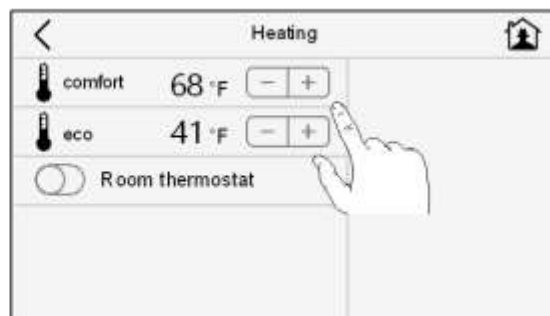 Heating
comfort 68 °F - +
eco 41 °F - +
Room thermostat